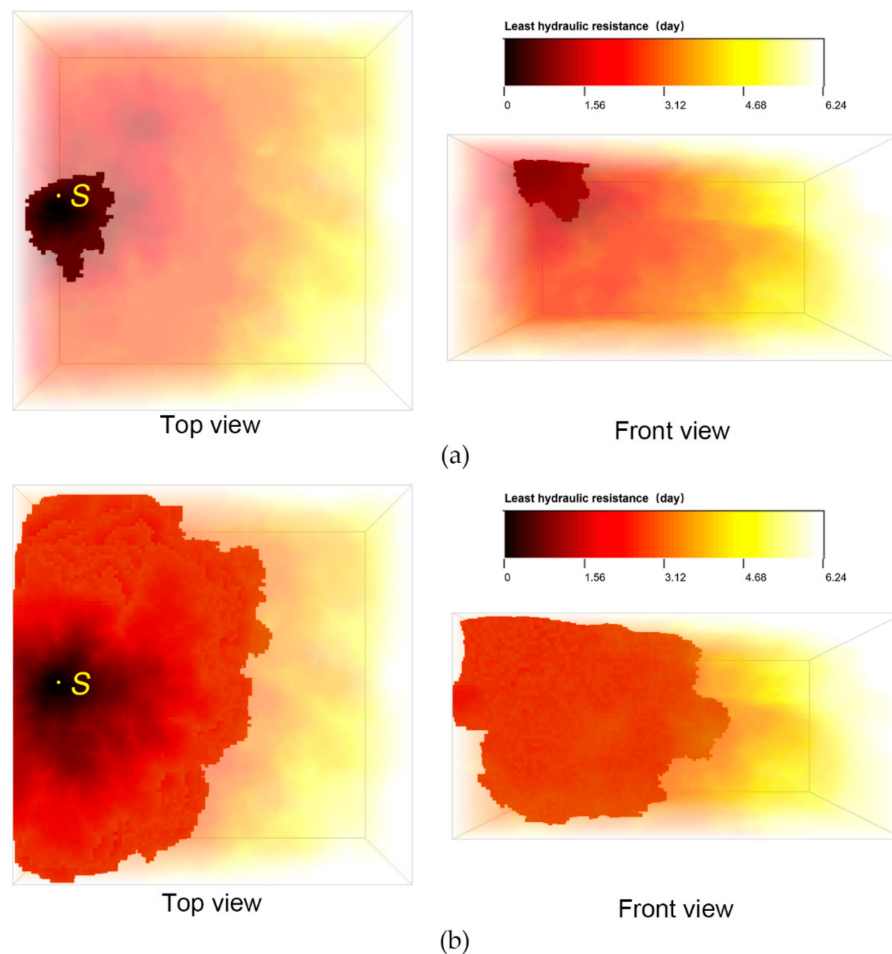 Least hydraulic resistance (day)
0 1.56 3.12 4.68 6.24
S
Top view
Front view
(a)
Least hydraulic resistance (day)
0 1.56 3.12 4.68 6.24
S
Top view
Front view
(b)